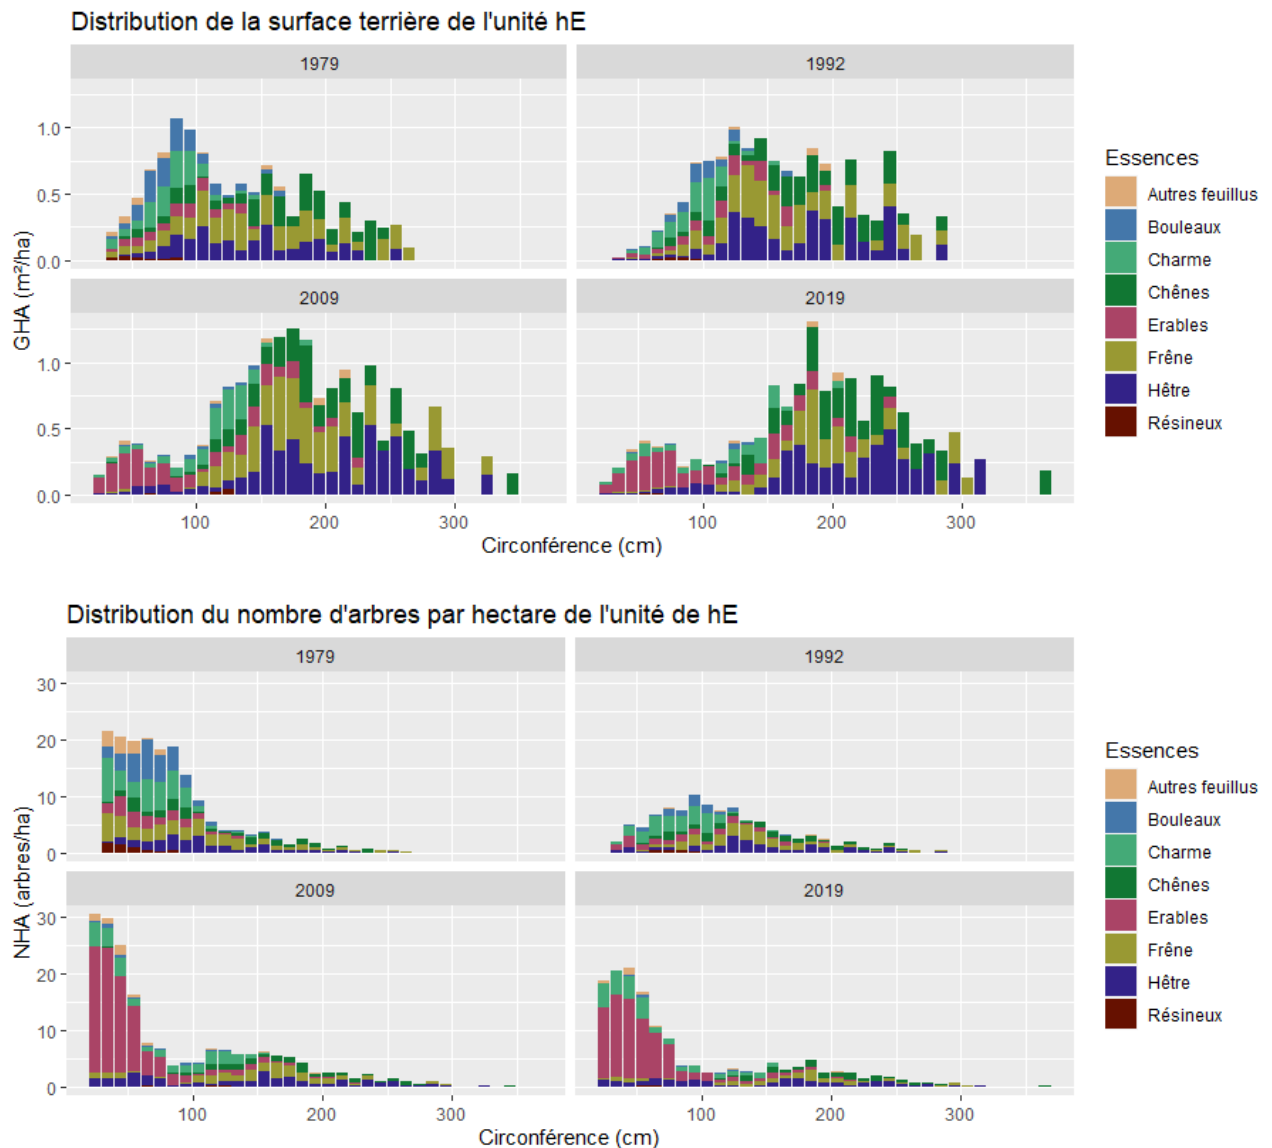 Distribution de la surface terrière de l'unité hE
1979
1992
1.0
0.5
0.0
2009
2019
1.0
0.5
0.0
100
200
300
100
200
300
GHA (m²/ha)
Circonférence (cm)
Essences
Autres feuillus
Bouleaux
Charme
Chênes
Erables
Frêne
Hêtre
Résineux
Distribution du nombre d'arbres par hectare de l'unité de hE
1979
1992
30
20
10
0
2009
2019
30
20
10
0
100
200
300
100
200
300
NHA (arbres/ha)
Circonférence (cm)
Essences
Autres feuillus
Bouleaux
Charme
Chênes
Erables
Frêne
Hêtre
Résineux